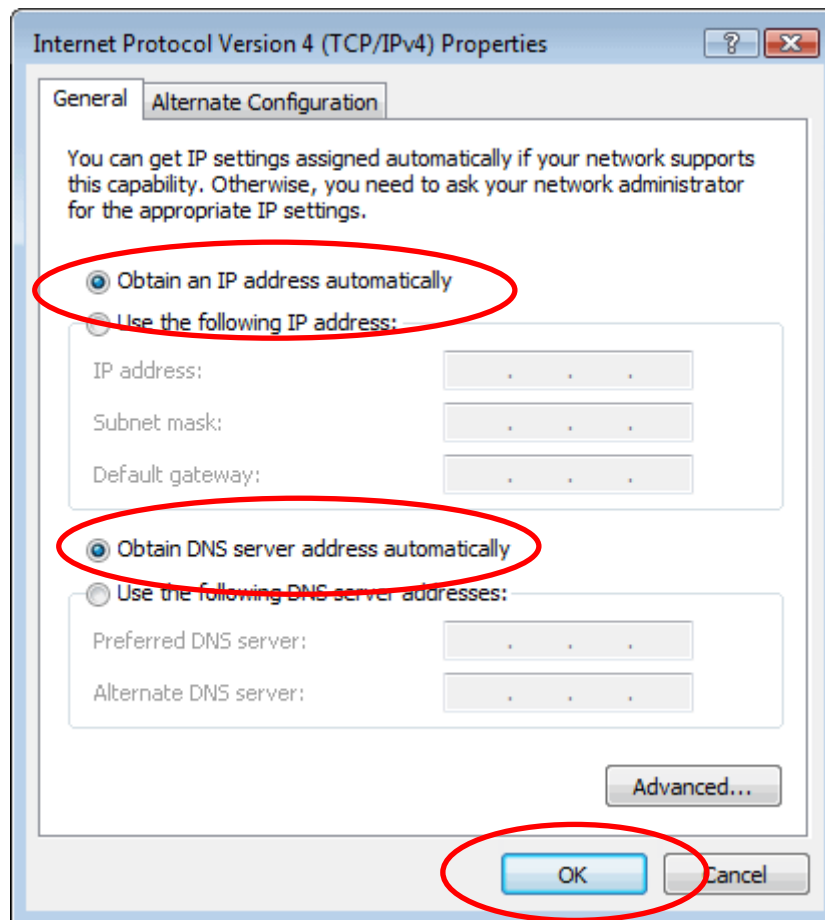 Internet Protocol Version 4 (TCP/IPv4) Properties
General
Alternate Configuration
You can get IP settings assigned automatically if your network supports
this capability. Otherwise, you need to ask your network administrator
for the appropriate IP settings.
Obtain an IP address automatically
Use the following IP address:
IP address:
Subnet mask:
Default gateway:
Obtain DNS server address automatically
Use the following DNS server addresses:
Preferred DNS server:
Alternate DNS server:
Advanced...
OK
Cancel